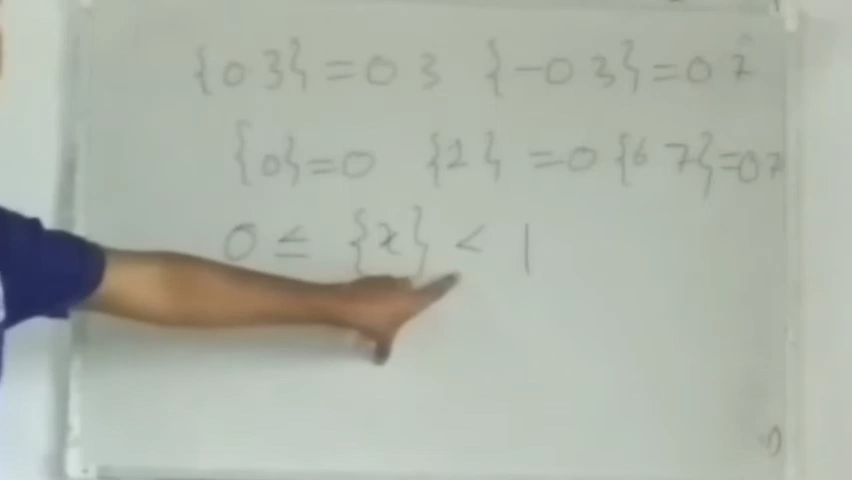 {0 3} = 0 3 {-0 3} = 0 7
{0} = 0 {2} = 0 {6 7} = 0 7
0 ≤ {x} < 1